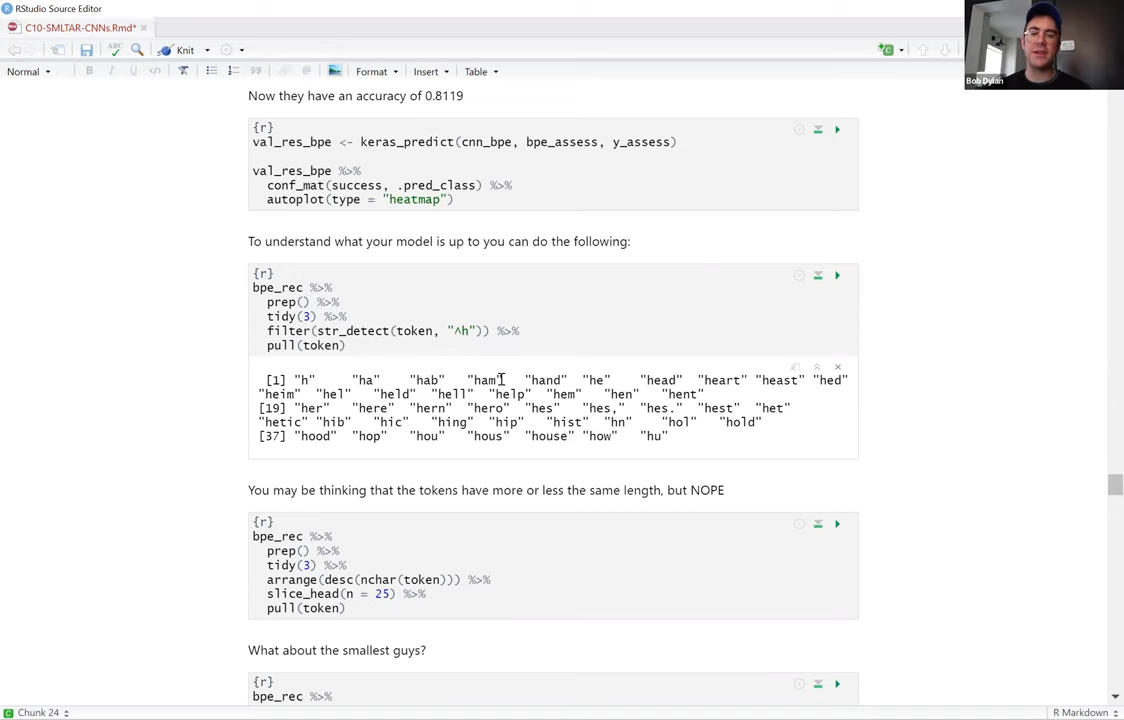 RStudio Source Editor
C10-SMLTAR-CNNs.Rmd*
ABC Knit
Normal B I U </> Format Insert Table
Bob Dylan
Now they have an accuracy of 0.8119
{r}
val_res_bpe <- keras_predict(cnn_bpe, bpe_assess, y_assess)
val_res_bpe %>%
conf_mat(success, .pred_class) %>%
autoplot(type = "heatmap")
To understand what your model is up to you can do the following:
{r}
bpe_rec %>%
prep() %>%
tidy(3) %>%
filter(str_detect(token, "^h")) %>%
pull(token)
[1] "h" "ha" "hab" "ham" "hand" "he" "head" "heart" "heast" "hed"
"heim" "hel" "held" "hell" "help" "hem" "hen" "hent"
[19] "her" "here" "hern" "hero" "hes" "hes," "hes." "hest" "het"
"hetic" "hib" "hic" "hing" "hip" "hist" "hn" "hol" "hold"
[37] "hood" "hop" "hou" "hous" "house" "how" "hu"
You may be thinking that the tokens have more or less the same length, but NOPE
{r}
bpe_rec %>%
prep() %>%
tidy(3) %>%
arrange(desc(nchar(token))) %>%
slice_head(n = 25) %>%
pull(token)
What about the smallest guys?
{r}
bpe_rec %>%
Chunk 24
R Markdown